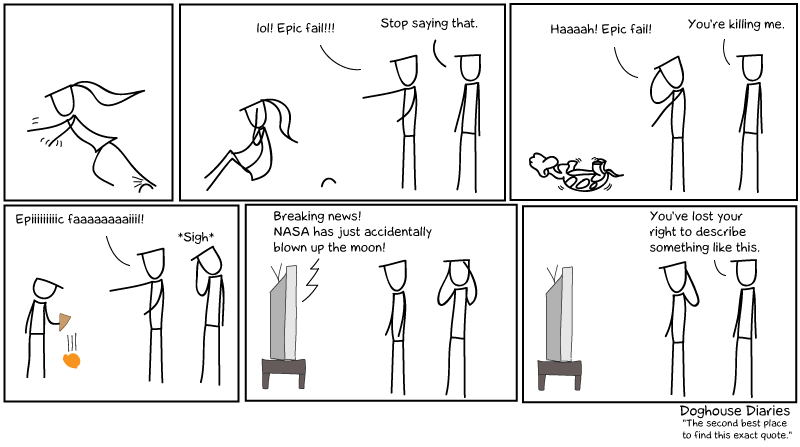 lol! Epic fail!!!
Stop saying that.
Haaaah! Epic fail!
You're killing me.
Epiiiiiiiic faaaaaaaaiiiil!
*Sigh*
Breaking news!
NASA has just accidentally
blown up the moon!
You've lost your
right to describe
something like this.
Doghouse Diaries
"The second best place
to find this exact quote."